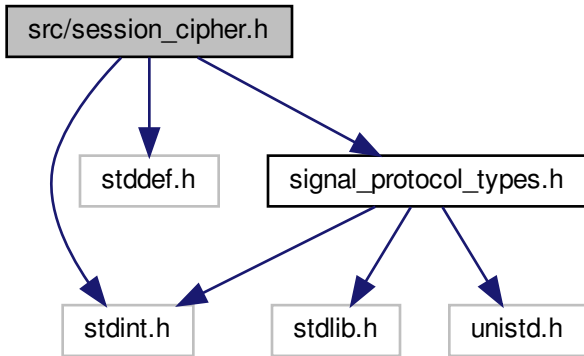 src/session_cipher.h
stddef.h
signal_protocol_types.h
stdint.h
stdlib.h
unistd.h